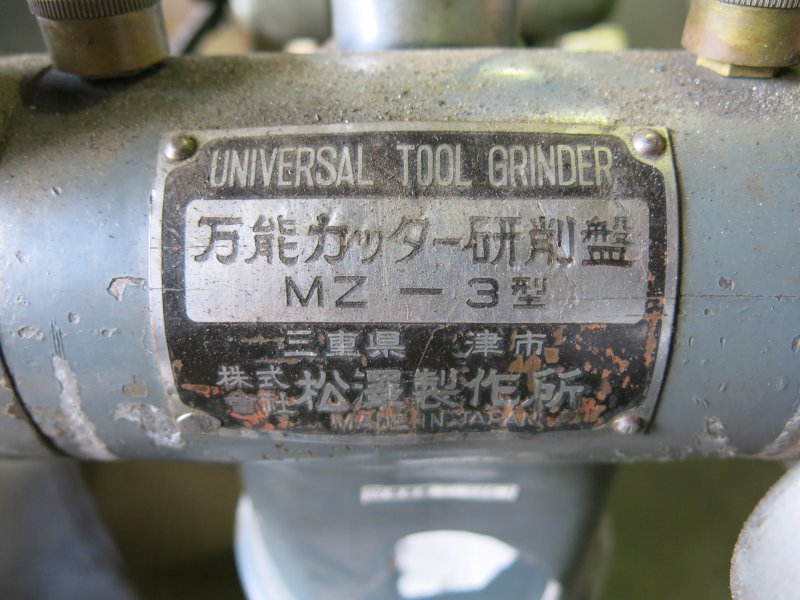 UNIVERSAL TOOL GRINDER
万能カッター研削盤
MZ-3型
三重県 津市
株式会社 松澤製作所
MADE IN JAPAN